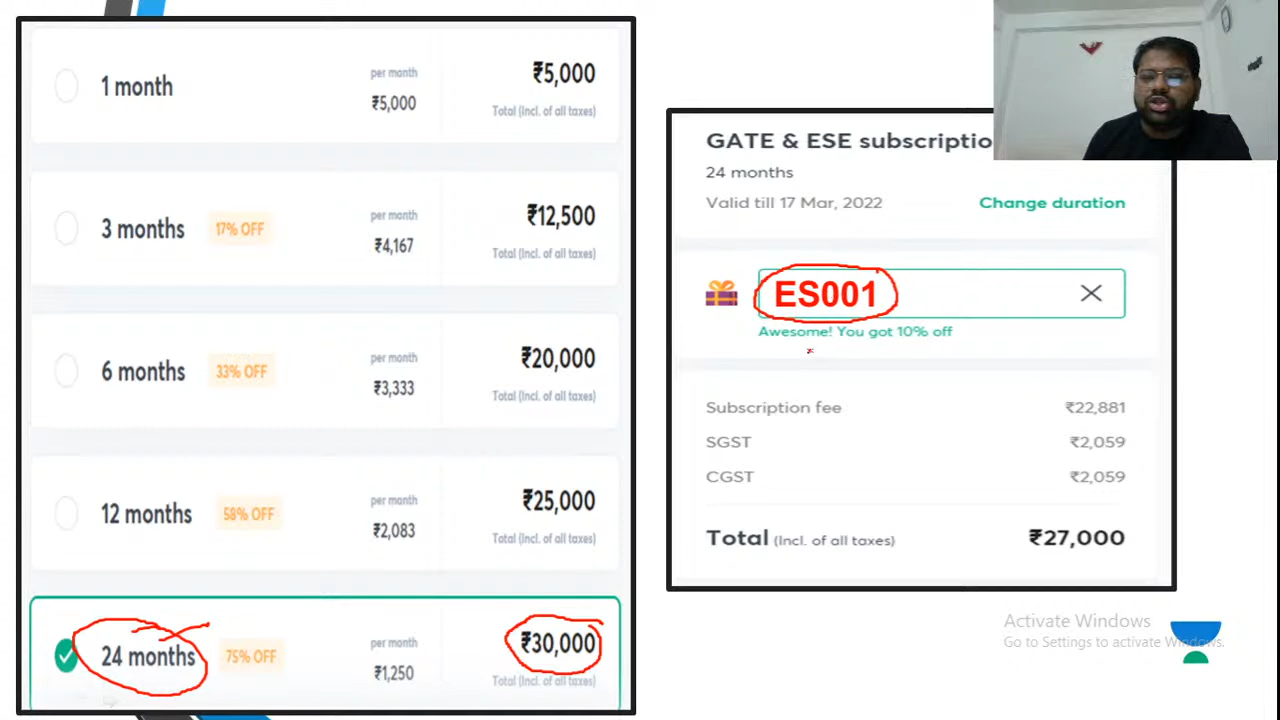 1 month
per month
₹5,000
₹5,000
Total (Incl. of all taxes)
3 months
17% OFF
per month
₹4,167
₹12,500
Total (Incl. of all taxes)
6 months
33% OFF
per month
₹3,333
₹20,000
Total (Incl. of all taxes)
12 months
58% OFF
per month
₹2,083
₹25,000
Total (Incl. of all taxes)
24 months
75% OFF
per month
₹1,250
₹30,000
Total (Incl. of all taxes)
GATE & ESE subscriptio
24 months
Valid till 17 Mar, 2022
Change duration
ES001
Awesome! You got 10% off
Subscription fee ₹22,881
SGST ₹2,059
CGST ₹2,059
Total (Incl. of all taxes) ₹27,000
Activate Windows
Go to Settings to activate Windows.